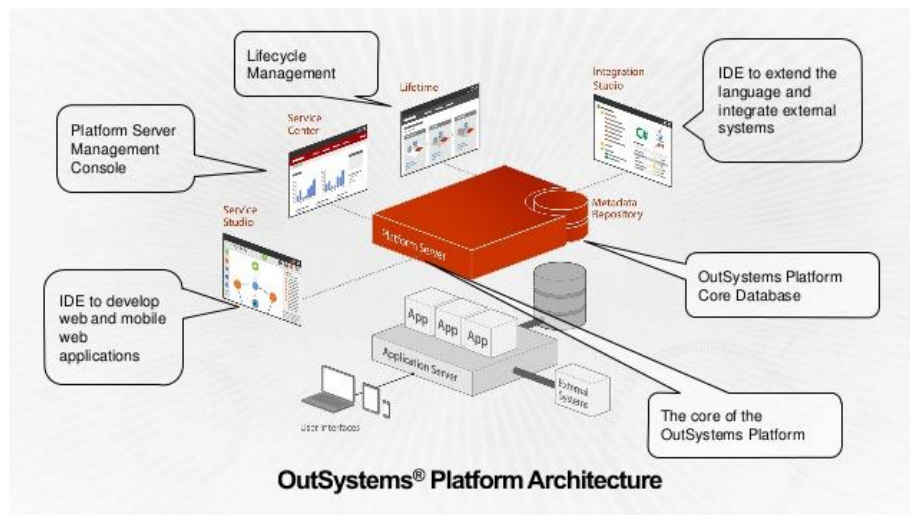 Lifecycle
Management
Lifetime
Integration
Studio
IDE to extend the
language and
integrate external
systems
Platform Server
Management
Console
Service
Center
C#
Metadata
Repository
Service
Studio
Platform Server
OutSystems Platform
Core Database
IDE to develop
web and mobile
web
applications
App
App
App
Application Server
External
Systems
User Interfaces
The core of the
OutSystems Platform
OutSystems® Platform Architecture